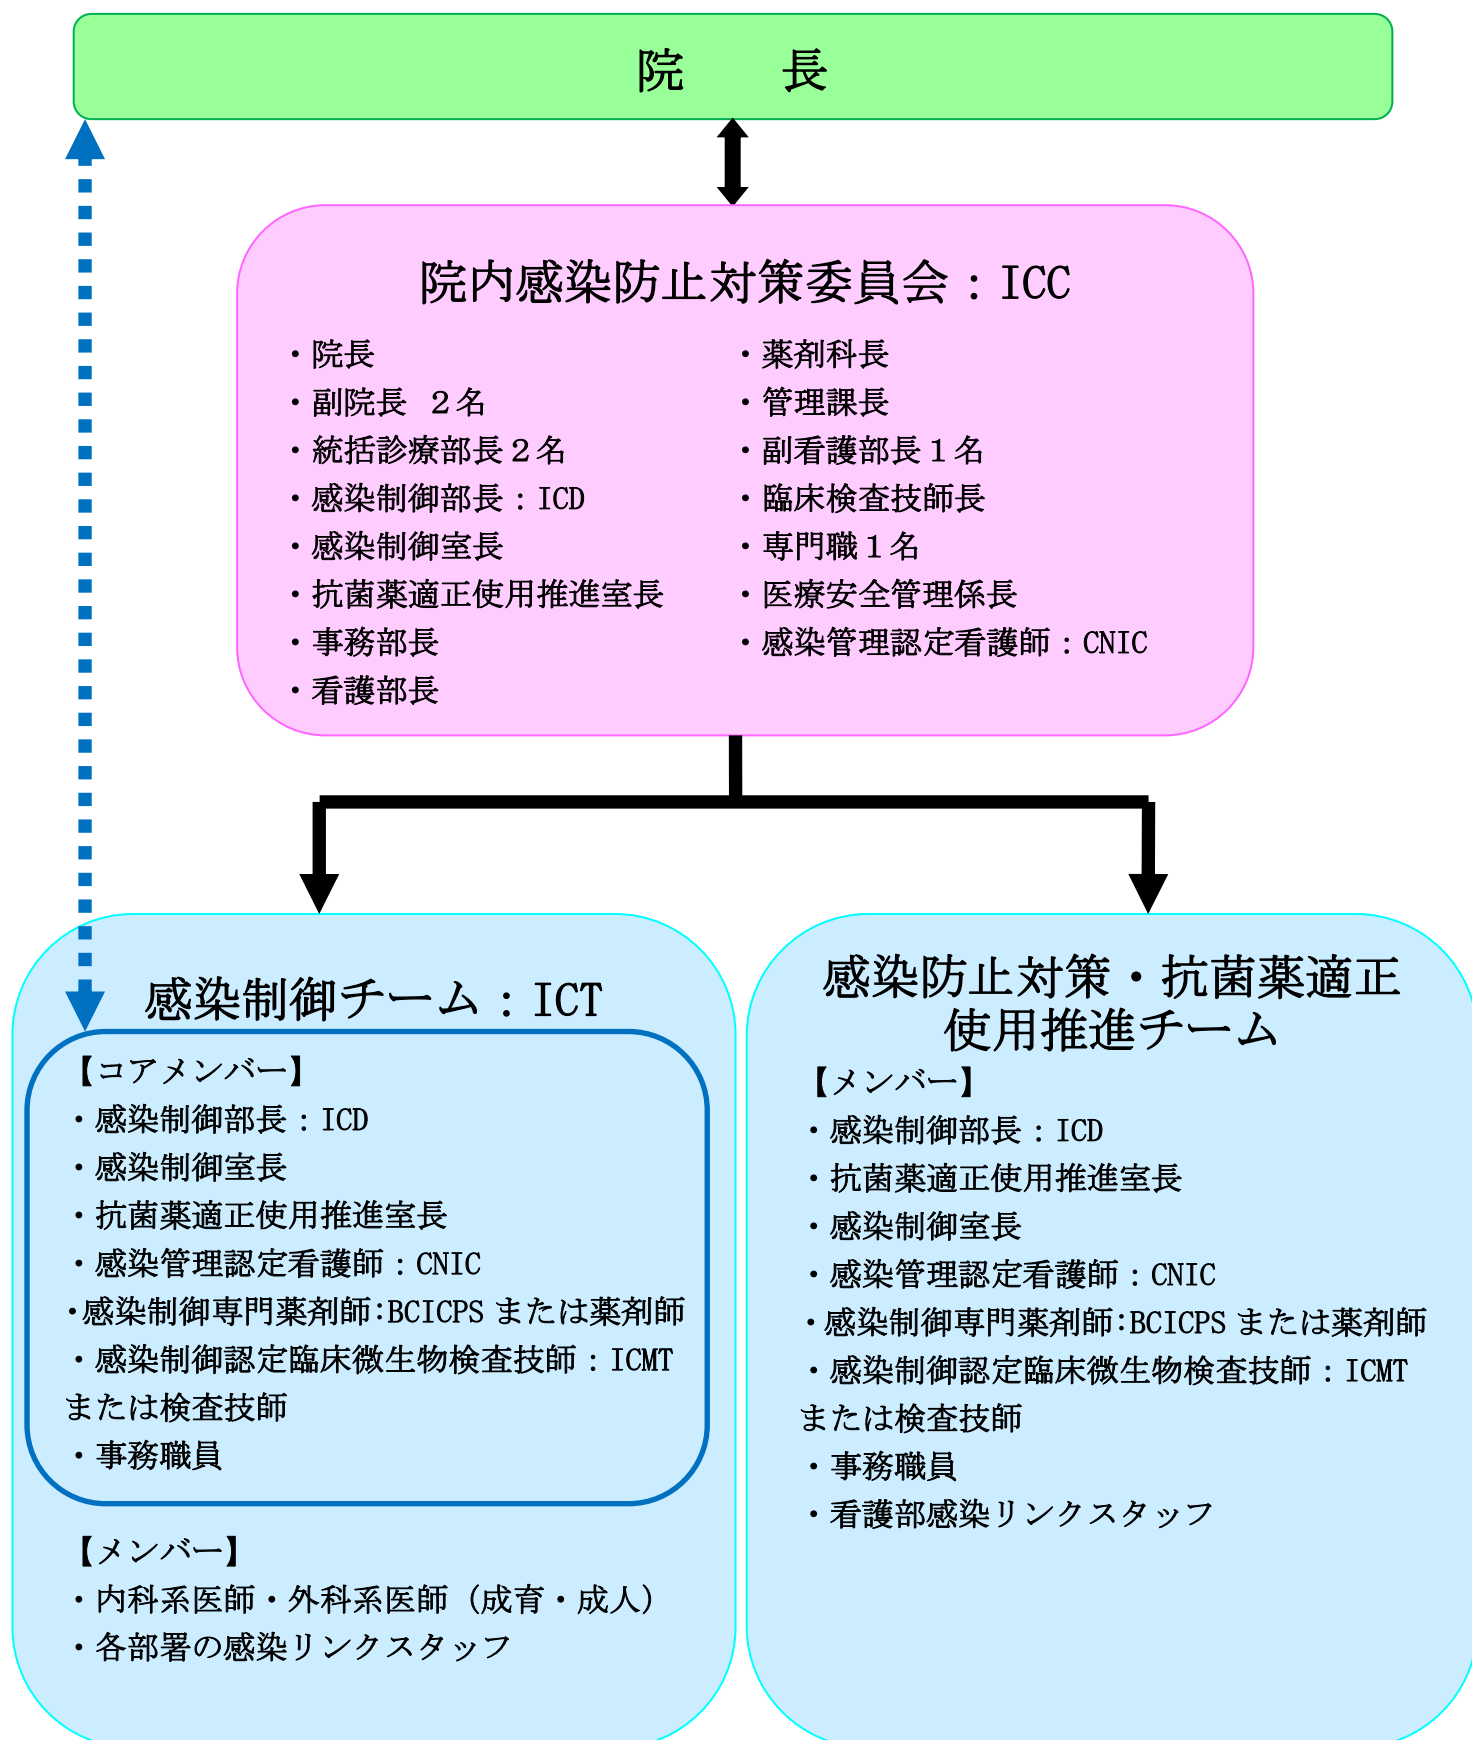 院　　長
院内感染防止対策委員会：ICC
・院長
・副院長　２名
・統括診療部長２名
・感染制御部長：ICD
・感染制御室長
・抗菌薬適正使用推進室長
・事務部長
・看護部長
・薬剤科長
・管理課長
・副看護部長１名
・臨床検査技師長
・専門職１名
・医療安全管理係長
・感染管理認定看護師：CNIC
感染制御チーム：ICT
【コアメンバー】
・感染制御部長：ICD
・感染制御室長
・抗菌薬適正使用推進室長
・感染管理認定看護師：CNIC
・感染制御専門薬剤師:BCICPS または薬剤師
・感染制御認定臨床微生物検査技師：ICMT
または検査技師
・事務職員
【メンバー】
・内科系医師・外科系医師（成育・成人）
・各部署の感染リンクスタッフ
感染防止対策・抗菌薬適正
使用推進チーム
【メンバー】
・感染制御部長：ICD
・抗菌薬適正使用推進室長
・感染制御室長
・感染管理認定看護師：CNIC
・感染制御専門薬剤師:BCICPS または薬剤師
・感染制御認定臨床微生物検査技師：ICMT
または検査技師
・事務職員
・看護部感染リンクスタッフ